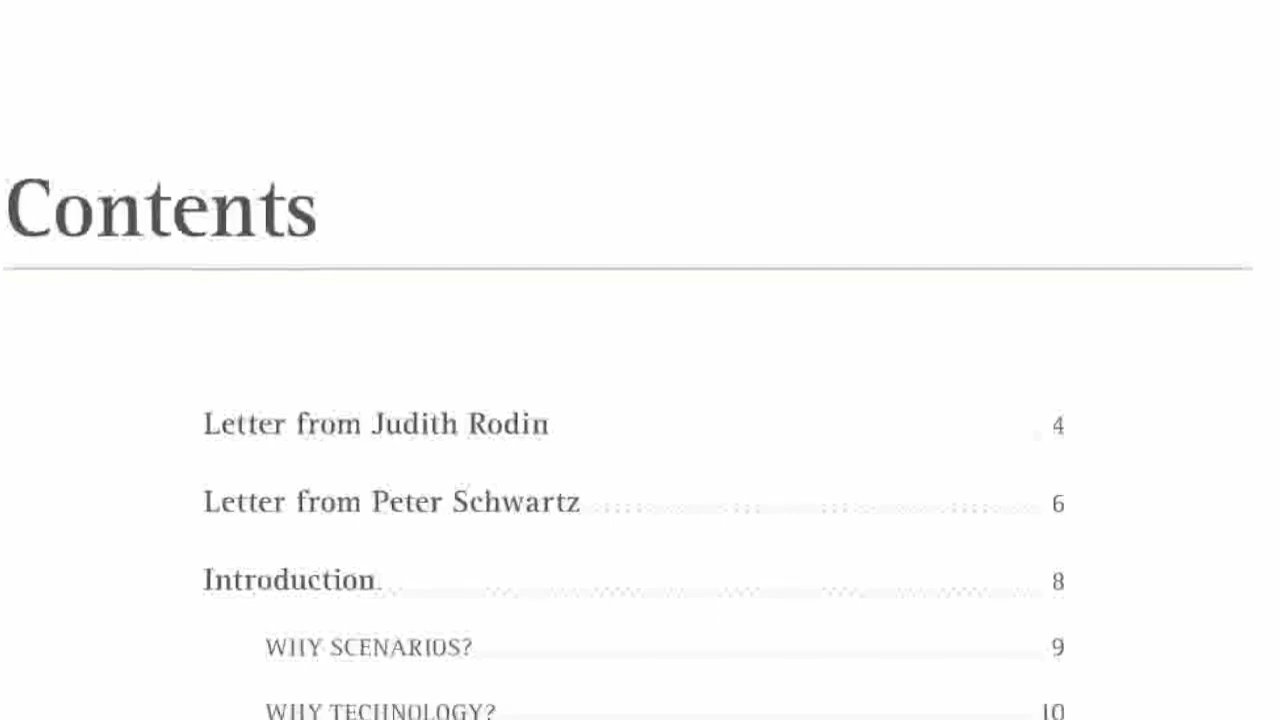 Contents
Letter from Judith Rodin 4
Letter from Peter Schwartz 6
Introduction 8
WHY SCENARIOS? 9
WHY TECHNOLOGY? 10